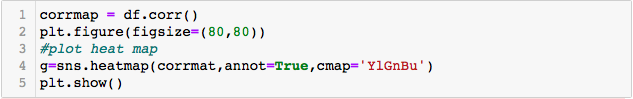 1 corrmap = df.corr()
2 plt.figure(figsize=(80,80))
3 #plot heat map
4 g=sns.heatmap(corrmat,annot=True,cmap='YlGnBu')
5 plt.show()